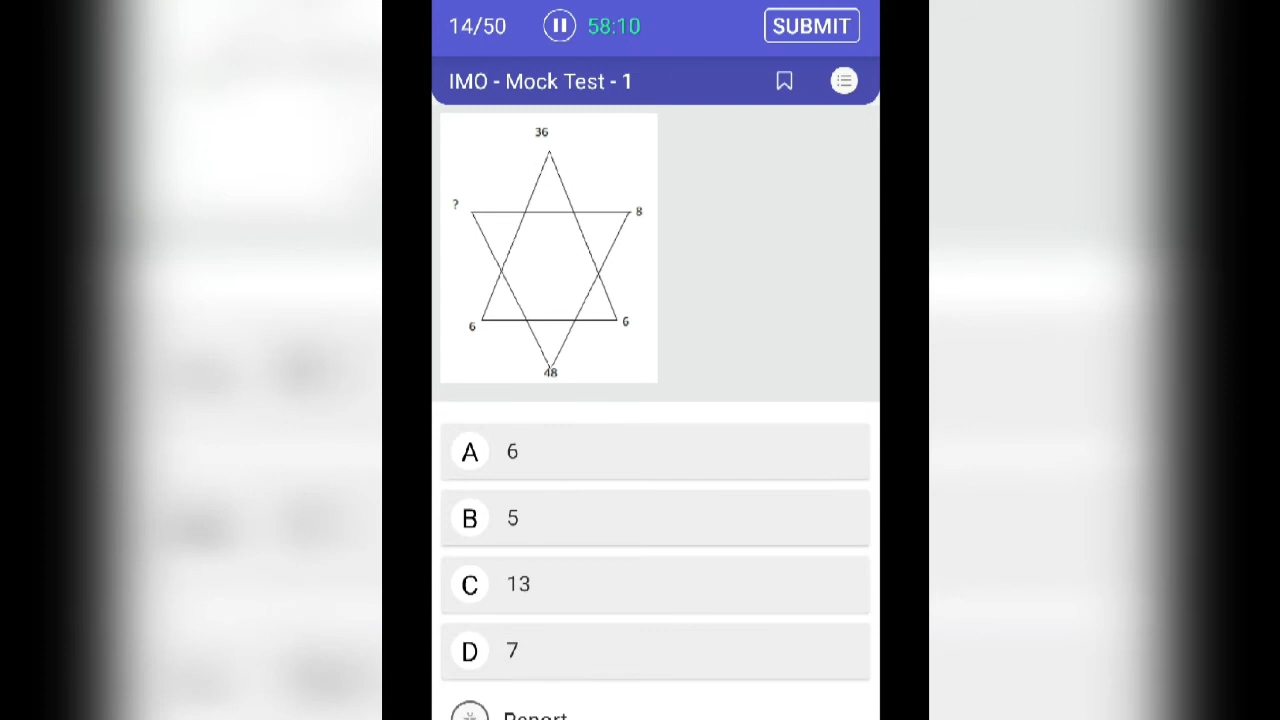 14/50 58:10 SUBMIT
IMO - Mock Test - 1
36
? 8
6 6
48
A 6
B 5
C 13
D 7
Report